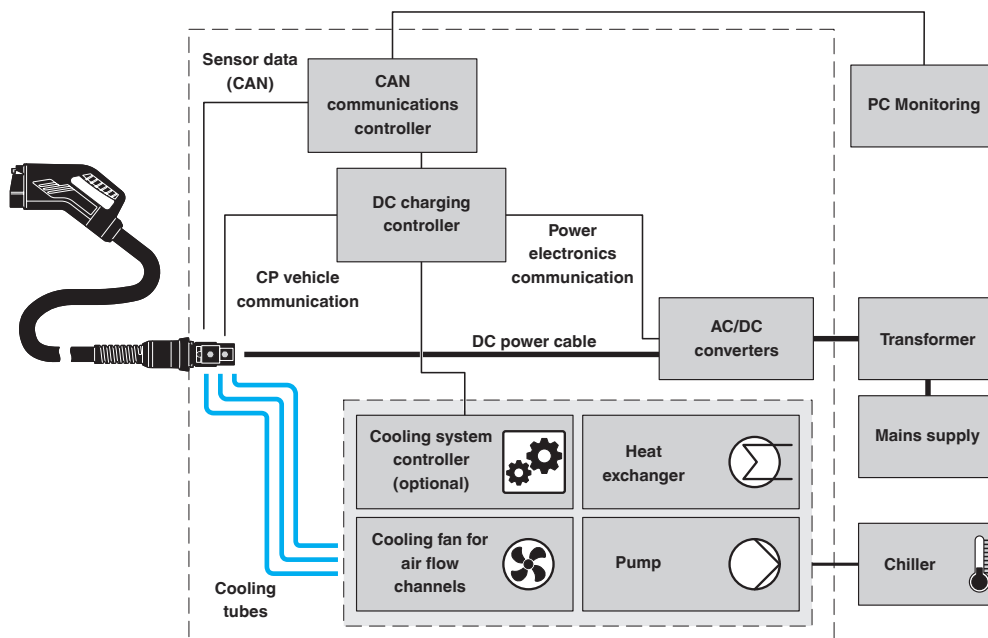 Sensor data
(CAN)
CAN
communications
controller
PC Monitoring
DC charging
controller
Power
electronics
communication
CP vehicle
communication
DC power cable
AC/DC
converters
Transformer
Mains supply
Cooling system
controller
(optional)
Heat
exchanger
Cooling fan for
air flow
channels
Pump
Chiller
Cooling
tubes